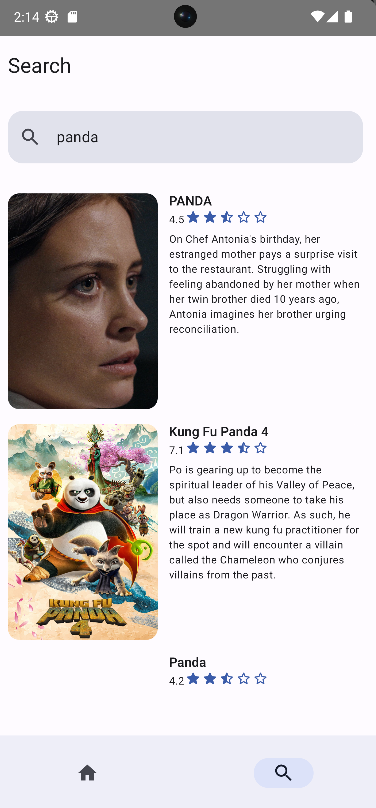 2:14
Search
panda
PANDA
4.5
On Chef Antonia's birthday, her
estranged mother pays a surprise visit
to the restaurant. Struggling with
feeling abandoned by her mother when
her twin brother died 10 years ago,
Antonia imagines her brother urging
reconciliation.
KUNG FU
PANDA
4
Kung Fu Panda 4
7.1
Po is gearing up to become the
spiritual leader of his Valley of Peace,
but also needs someone to take his
place as Dragon Warrior. As such, he
will train a new kung fu practitioner for
the spot and will encounter a villain
called the Chameleon who conjures
villains from the past.
Panda
4.2